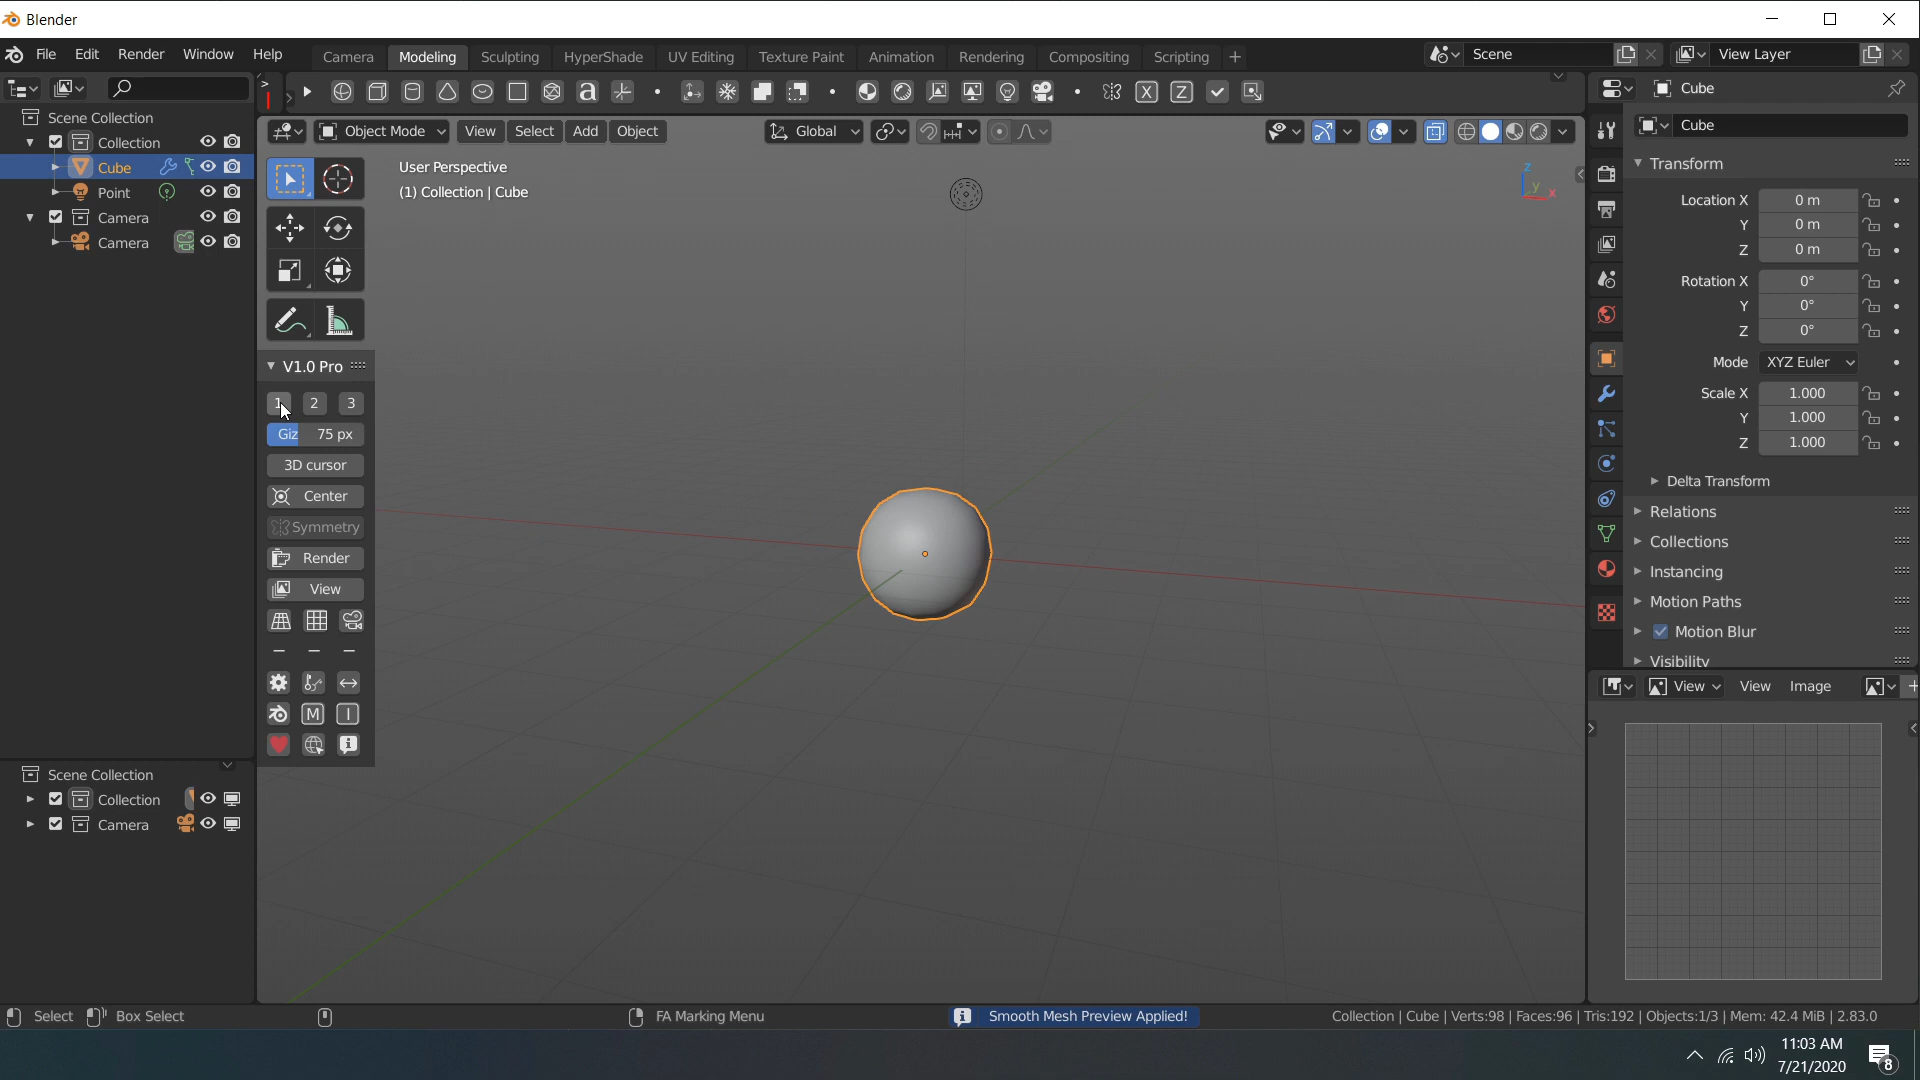 Blender
File Edit Render Window Help
Camera Modeling Sculpting HyperShade UV Editing Texture Paint Animation Rendering Compositing Scripting +
Scene
View Layer
Scene Collection
Collection
Cube
Point
Camera
Camera
a X Z
Object Mode View Select Add Object
Global
User Perspective
(1) Collection | Cube
Z
Y
X
V1.0 Pro
1 2 3
Giz 75 px
3D cursor
Center
Symmetry
Render
View
M I
Scene Collection
Collection
Camera
Cube
Cube
Transform
Location X 0 m
Y 0 m
Z 0 m
Rotation X 0°
Y 0°
Z 0°
Mode XYZ Euler
Scale X 1.000
Y 1.000
Z 1.000
Delta Transform
Relations
Collections
Instancing
Motion Paths
Motion Blur
Visibility
View View Image
Select Box Select FA Marking Menu Smooth Mesh Preview Applied! Collection | Cube | Verts:98 | Faces:96 | Tris:192 | Objects:1/3 | Mem: 42.4 MiB | 2.83.0
11:03 AM
7/21/2020
8